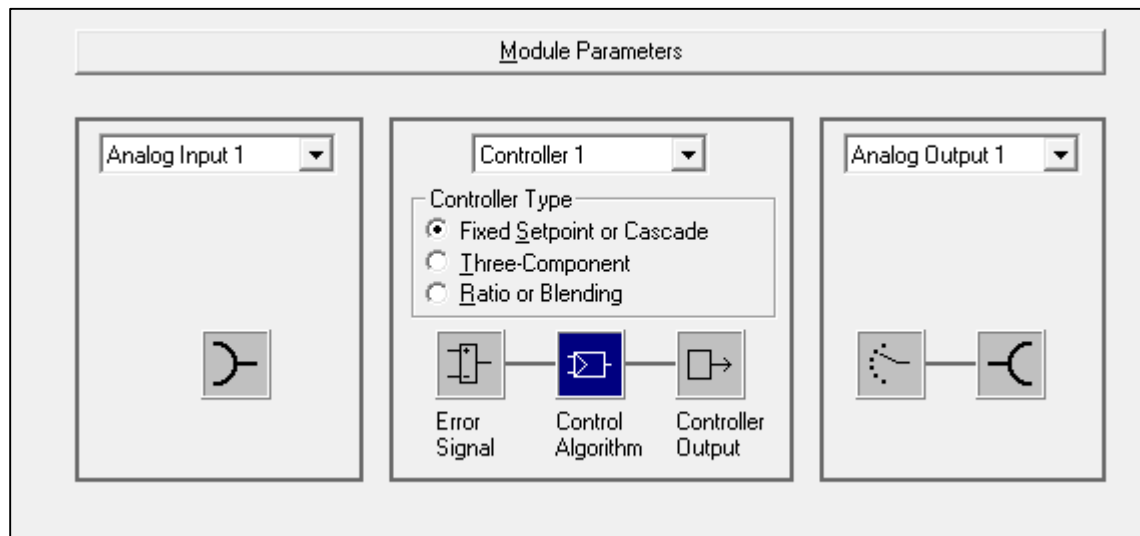 Module Parameters
Analog Input 1
Controller 1
Controller Type
Fixed Setpoint or Cascade
Three-Component
Ratio or Blending
Error
Signal
Control
Algorithm
Controller
Output
Analog Output 1